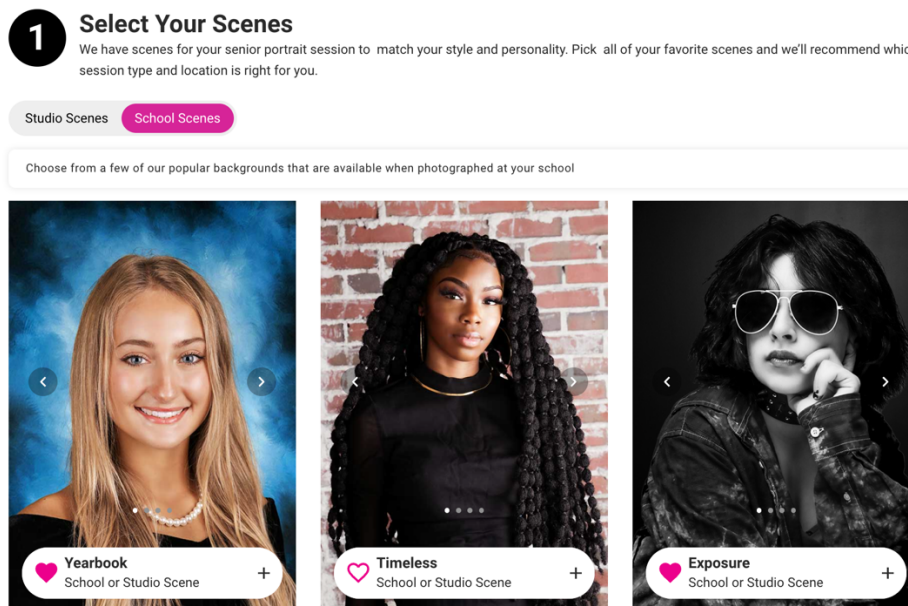 1
Select Your Scenes
We have scenes for your senior portrait session to match your style and personality. Pick all of your favorite scenes and we'll recommend
session type and location is right for you.
Studio Scenes
School Scenes
Choose from a few of our popular backgrounds that are available when photographed at your school
Yearbook
School or Studio Scene
Timeless
School or Studio Scene
Exposure
School or Studio Scene